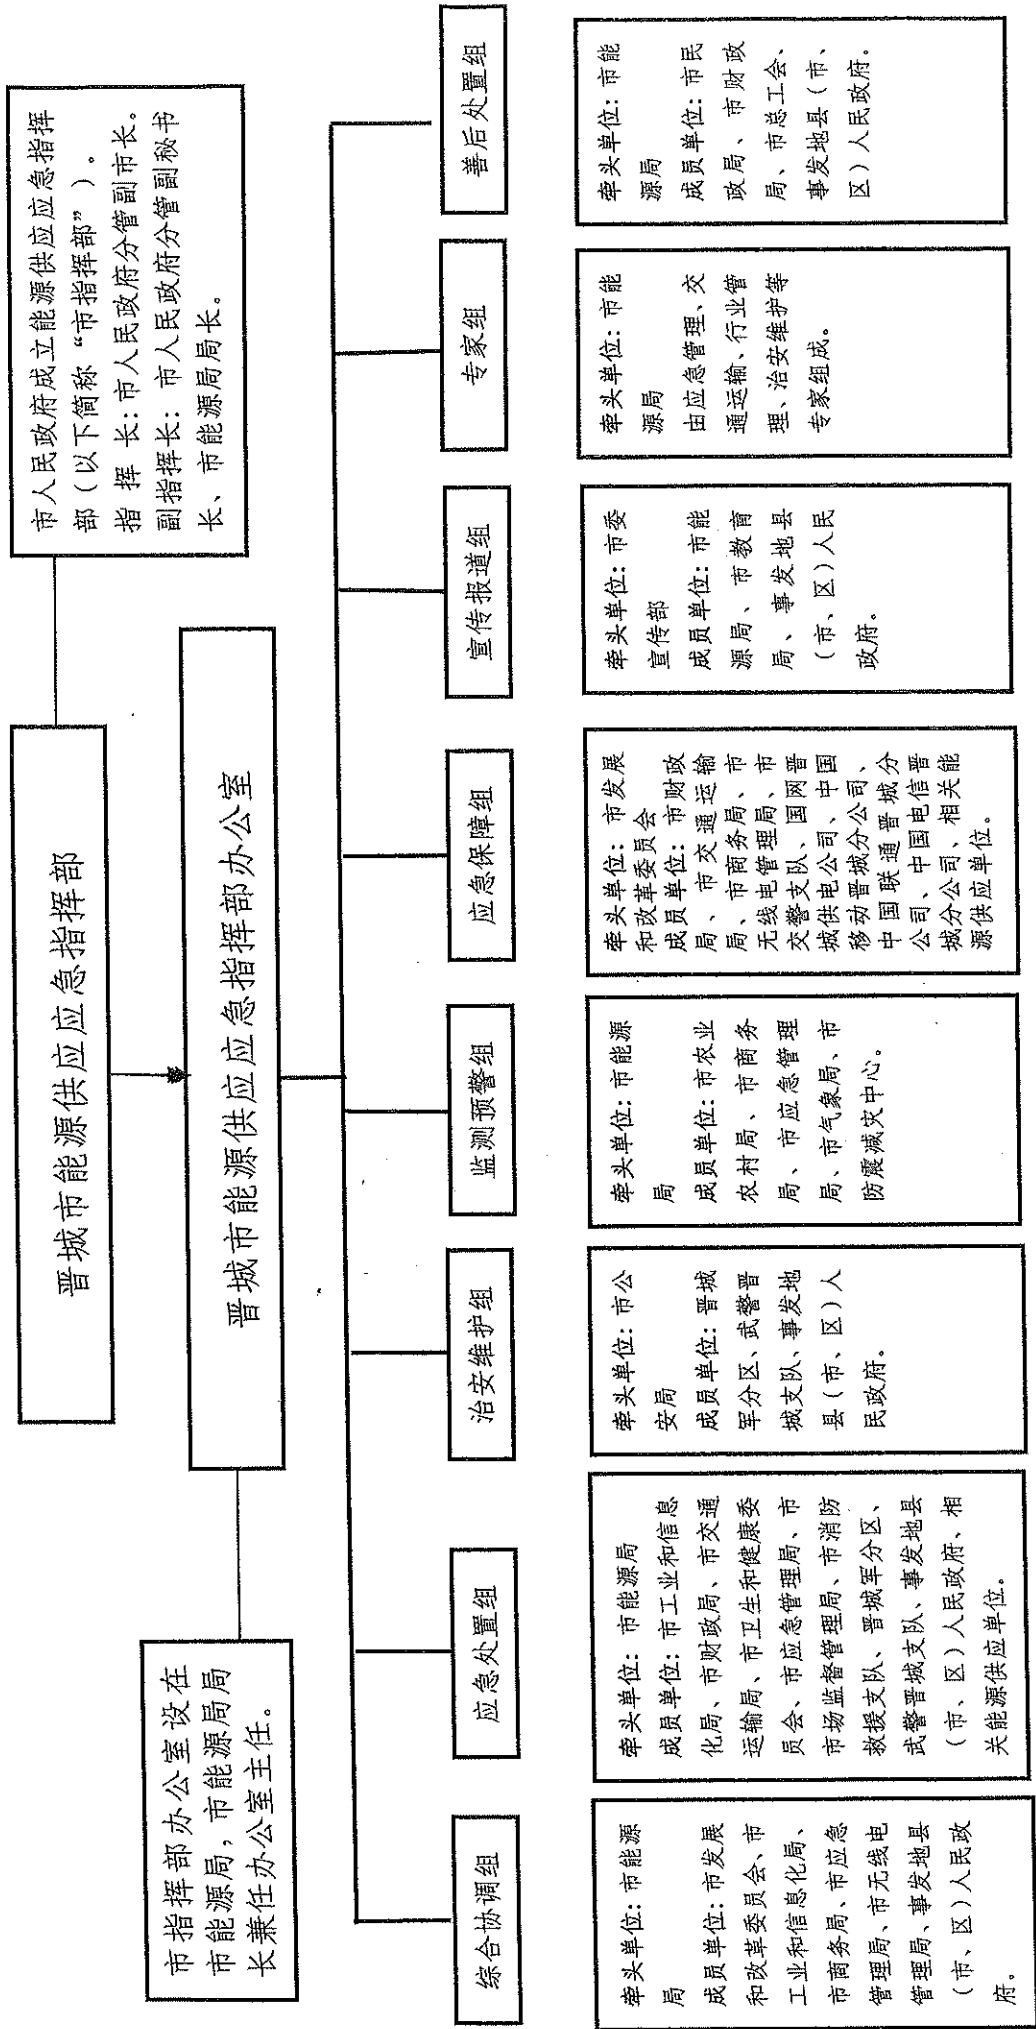 晋城市能源供应应急指挥部
市人民政府成立能源供应应急指挥
部（以下简称“市指挥部”）。
指 挥 长：市人民政府分管副市长。
副指挥长：市人民政府分管副秘书
长、市能源局局长。
晋城市能源供应应急指挥部办公室
市指挥部办公室设在
市能源局，市能源局局
长兼任办公室主任。
综合协调组
应急处置组
治安维护组
监测预警组
应急保障组
宣传报道组
专家组
善后处置组
牵头单位：市能源
局
成员单位：市发展
和改革委员会、市
工业和信息化局、
市商务局、市应急
管理局、市无线电
管理局、事发地县
（市、区）人民政
府。
牵头单位：市能源局
成员单位：市工业和信息
化局、市财政局、市交通
运输局、市卫生和健康委
员会、市应急管理局、市
市场监督管理局、市消防
救援支队、晋城军分区、
武警晋城支队、事发地县
（市、区）人民政府、相
关能源供应单位。
牵头单位：市公
安局
成员单位：晋城
军分区、武警晋
城支队、事发地
县（市、区）人
民政府。
牵头单位：市能源
局
成员单位：市农业
农村局、市商务
局、市应急管理
局、市气象局、市
防震减灾中心。
牵头单位：市发展
和改革委员会
成员单位：市财政
局、市交通运输
局、市商务局、市
无线电管理局、市
交警支队、国网晋
城供电公司、中国
移动晋城分公司、
中国联通晋城分
公司、中国电信晋
城分公司、相关能
源供应单位。
牵头单位：市委
宣传部
成员单位：市能
源局、市教育
局、事发地县
（市、区）人民
政府。
牵头单位：市能
源局
由应急管理、交
通运输、行业管
理、治安维护等
专家组成。
牵头单位：市能
源局
成员单位：市民
政局、市财政
局、市总工会、
事发地县（市、
区）人民政府。